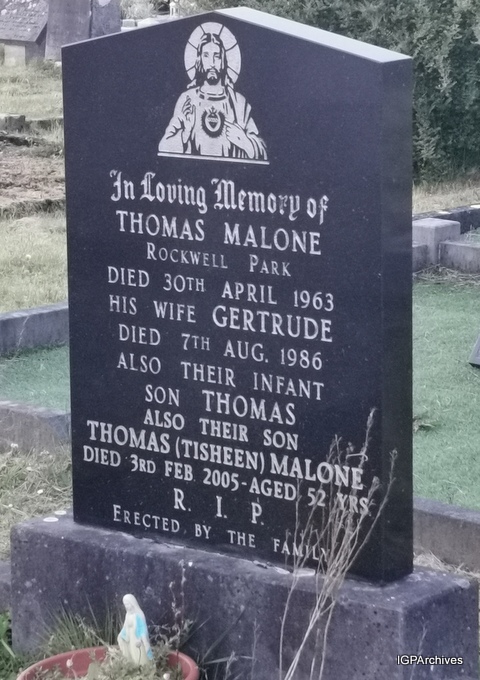 In Loving Memory of
THOMAS MALONE
ROCKWELL PARK
DIED 30TH APRIL 1963
HIS WIFE GERTRUDE
DIED 7TH AUG. 1986
ALSO THEIR INFANT
SON THOMAS
ALSO THEIR SON
THOMAS (TISHEEN) MALONE
DIED 3RD FEB. 2005-AGED 52 YRS.
R. I. P.
ERECTED BY THE FAMILY
IGPArchives